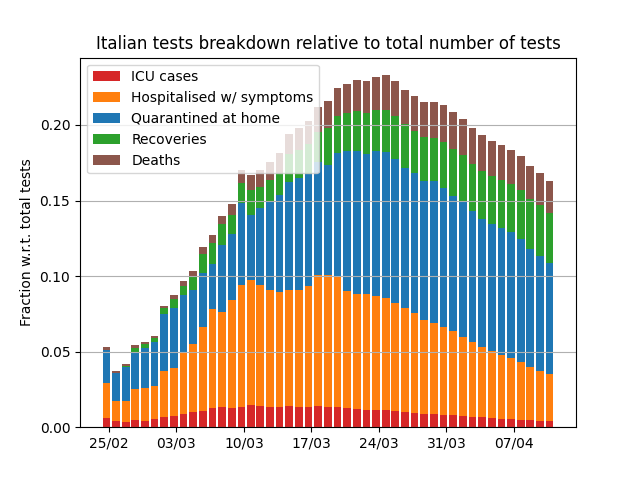 Italian tests breakdown relative to total number of tests
ICU cases
Hospitalised w/ symptoms
Quarantined at home
Recoveries
Deaths
Fraction w.r.t. total tests
0.20
0.15
0.10
0.05
0.00
25/02 03/03 10/03 17/03 24/03 31/03 07/04